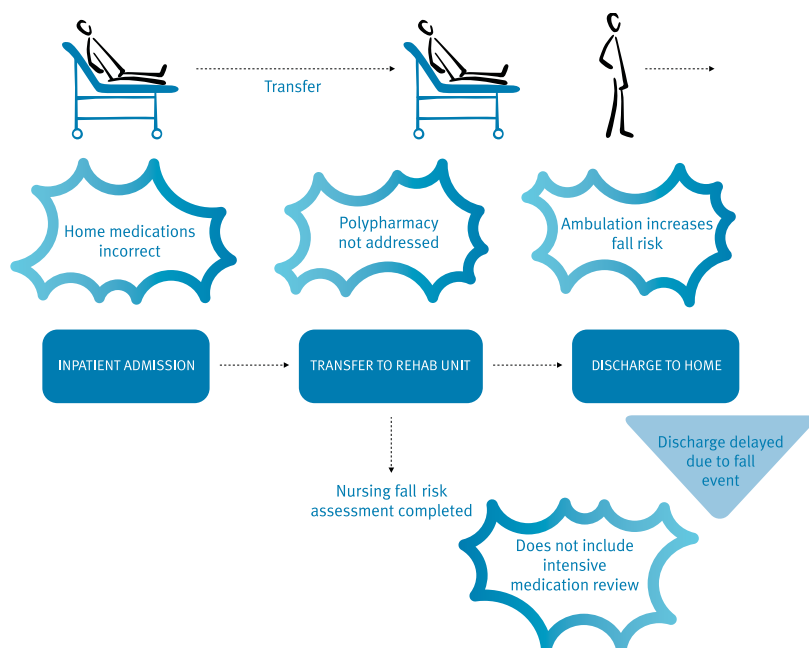 Transfer
Home medications
incorrect
Polypharmacy
not addressed
Ambulation increases
fall risk
INPATIENT ADMISSION
TRANSFER TO REHAB UNIT
DISCHARGE TO HOME
Discharge delayed
due to fall
event
Nursing fall risk
assessment completed
Does not include
intensive
medication review